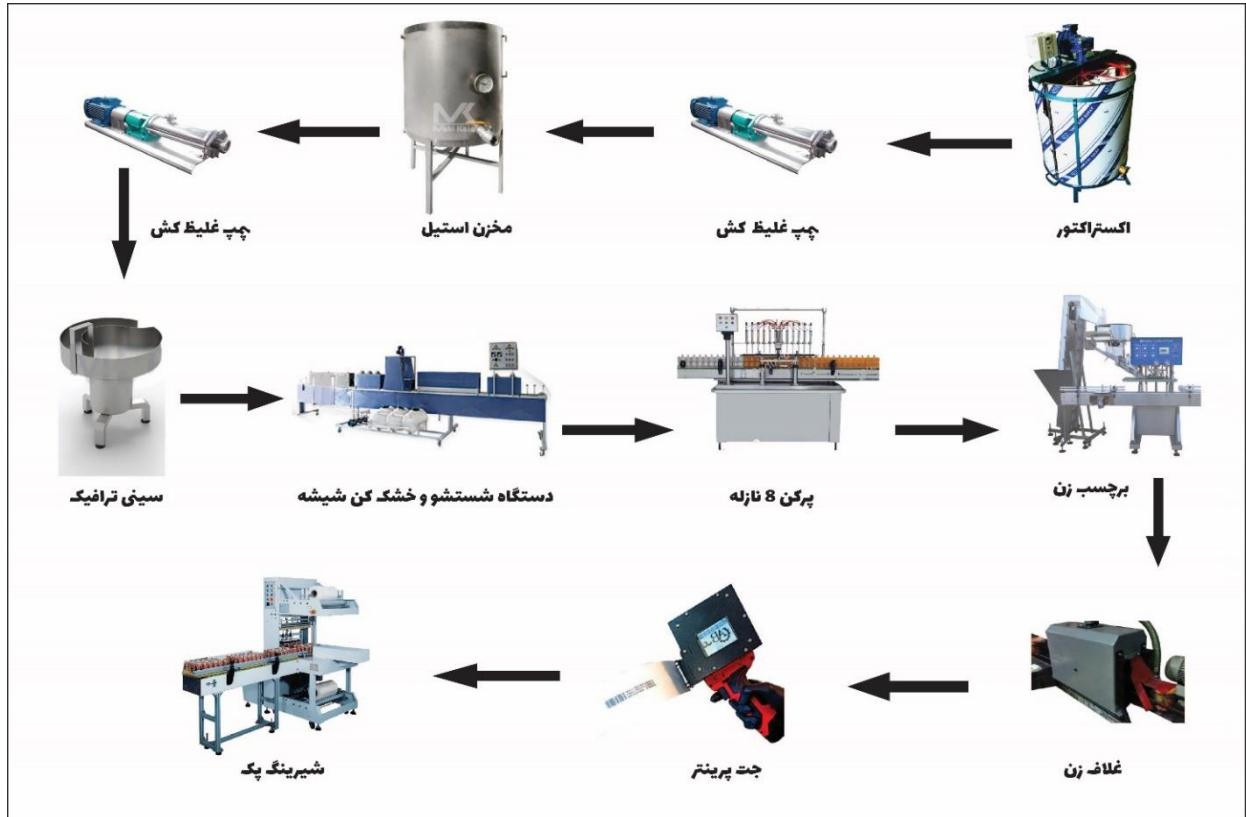 اکستراکتور
پمپ غلیظ کش
مخزن استیل
پمپ غلیظ کش
سینی ترافیک
دستگاه شستشو و خشک کن شیشه
پرکن 8 نازله
برچسب زن
غلاف زن
جت پرینتر
شیرینگ پک